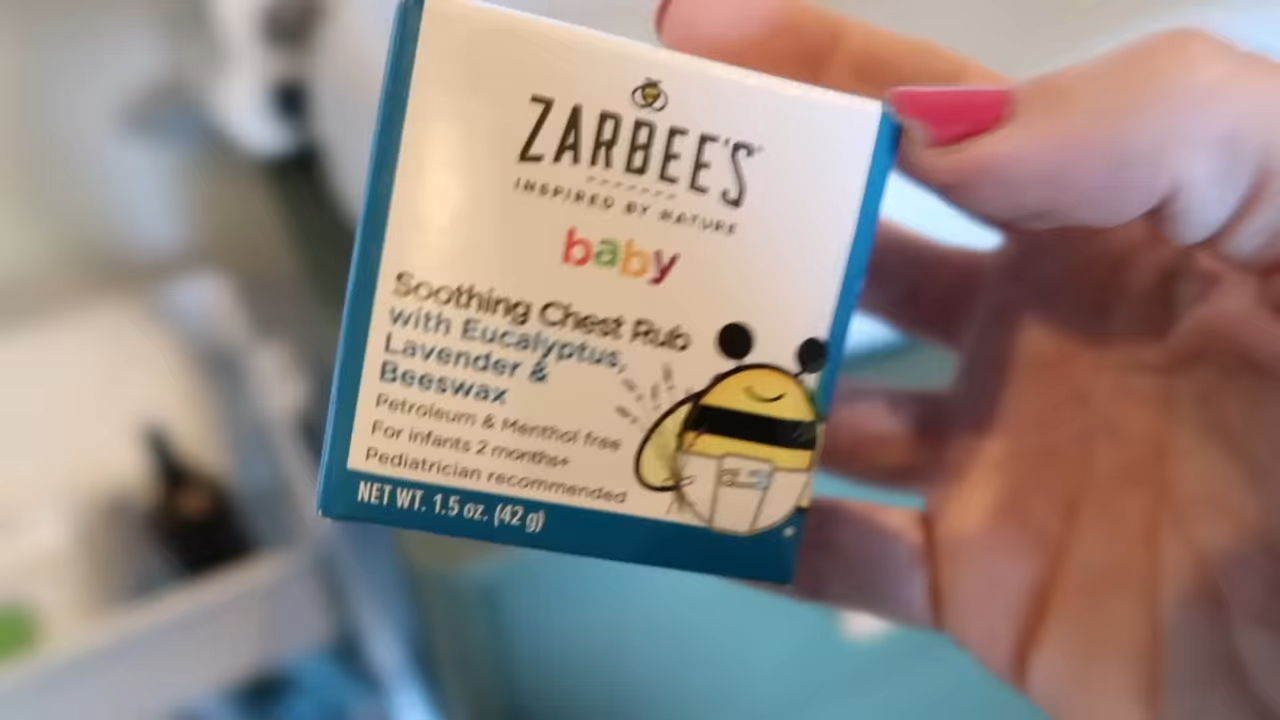 ZARBEE'S
INSPIRED BY NATURE
baby
Soothing Chest Rub
with Eucalyptus,
Lavender &
Beeswax
Petroleum & Menthol free
For infants 2 months+
Pediatrician recommended
NET WT. 1.5 oz. (42 g)